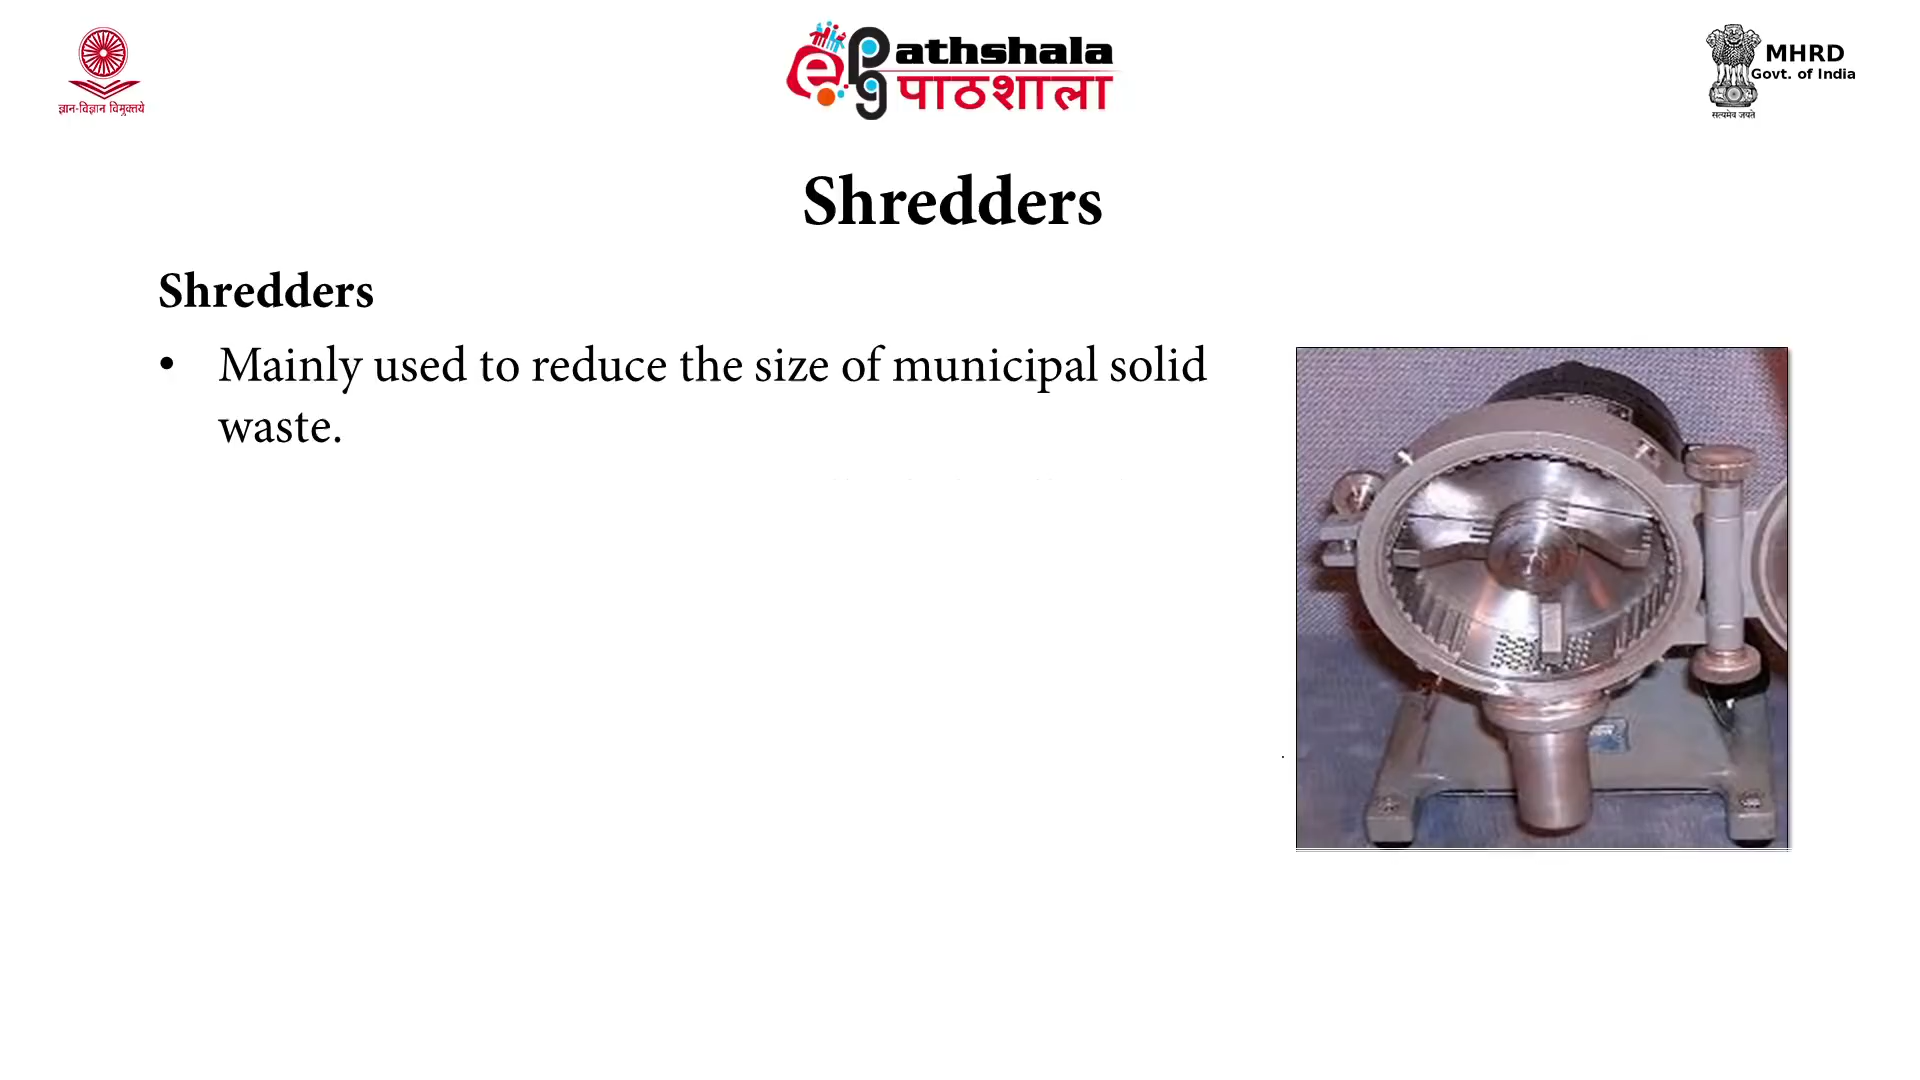 ज्ञान-विज्ञान विमुक्तये
e
pg
athshala
पाठशाला
MHRD
Govt. of India
सत्यमेव जयते
Shredders
Shredders
• Mainly used to reduce the size of municipal solid
waste.